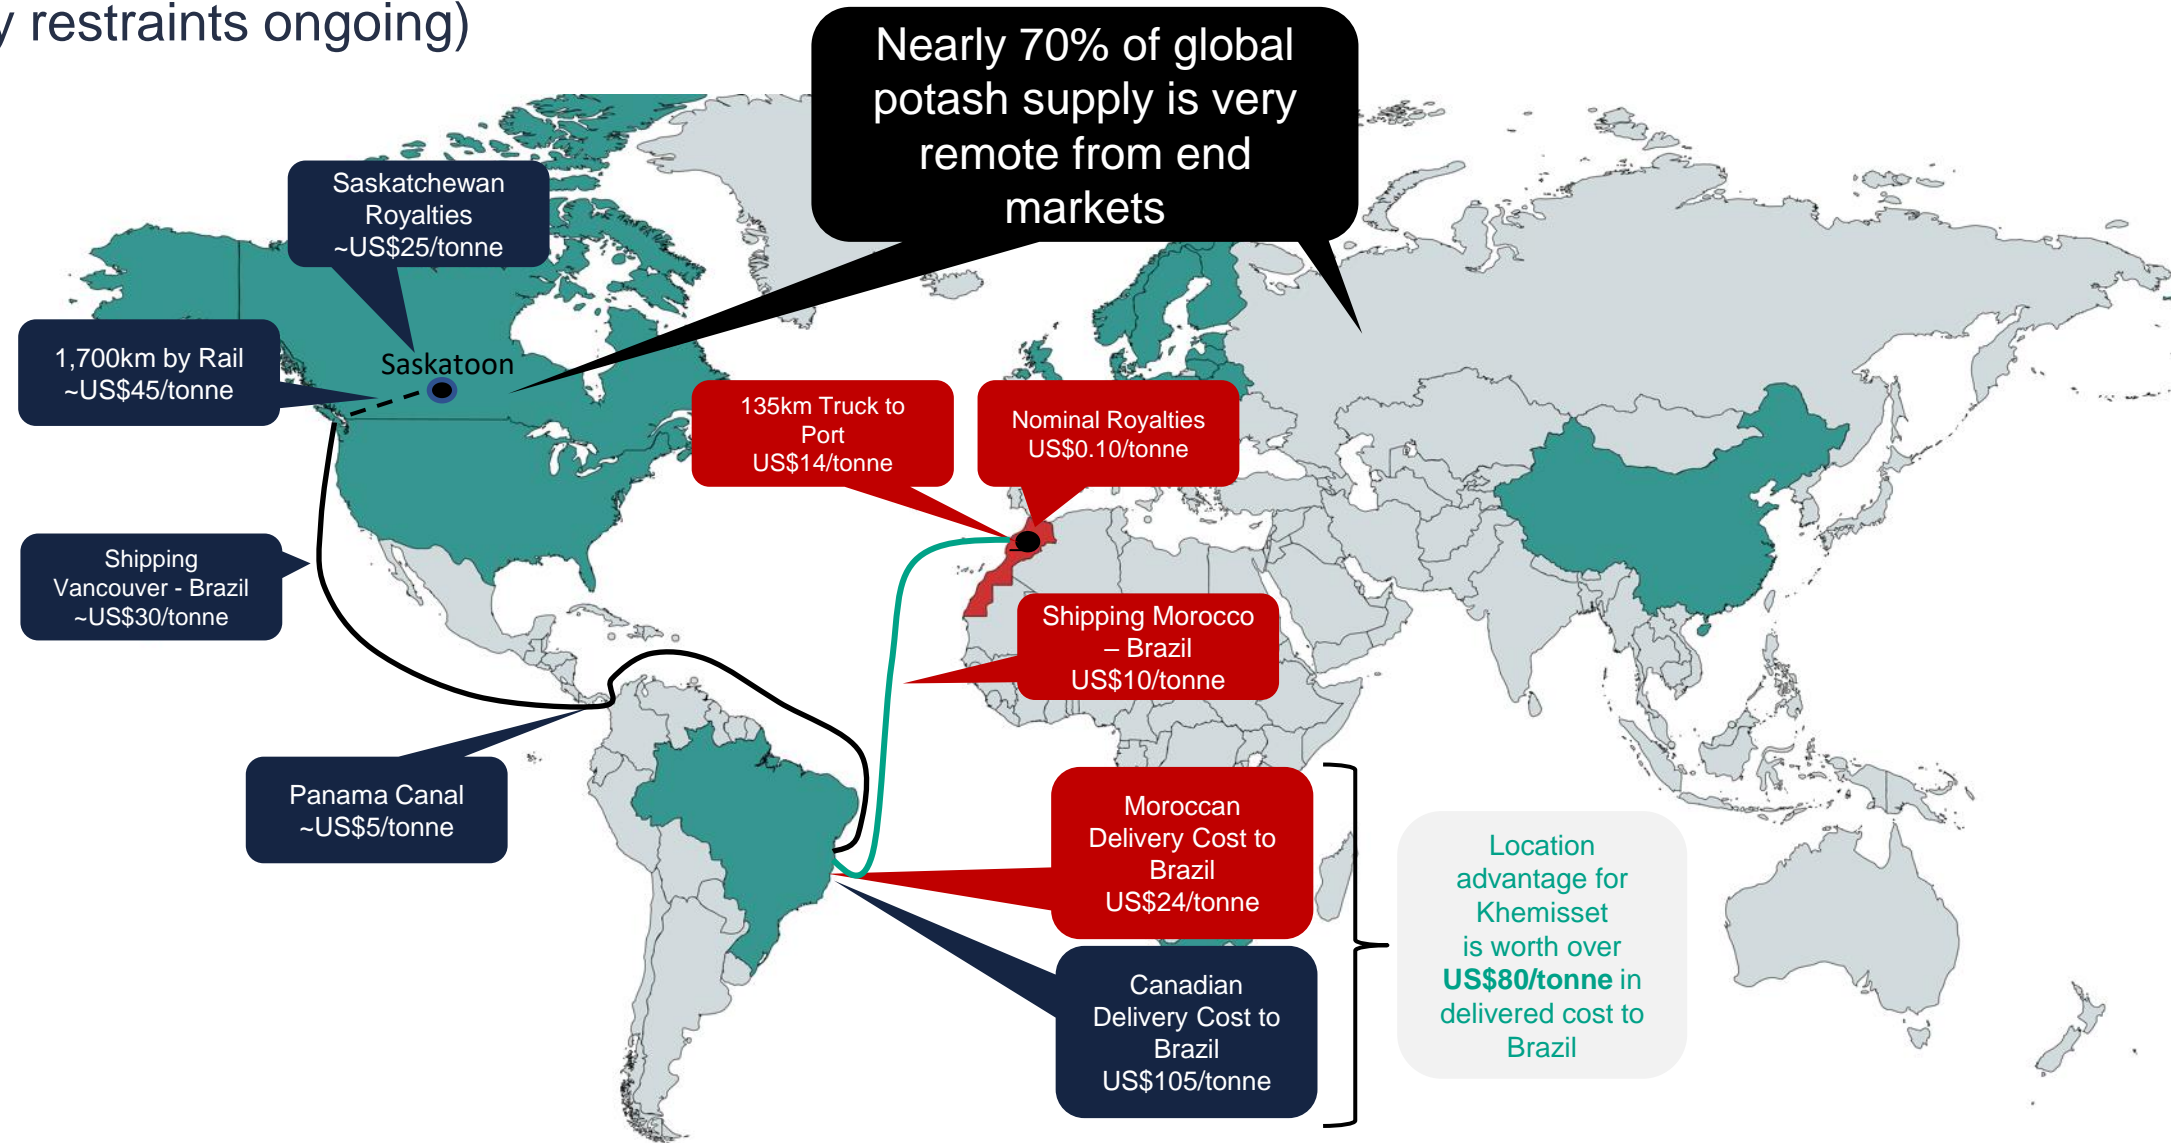 y restraints ongoing)
Nearly 70% of global
potash supply is very
remote from end
markets
Saskatchewan
Royalties
~US$25/tonne
1,700km by Rail
~US$45/tonne
Saskatoon
135km Truck to
Port
US$14/tonne
Nominal Royalties
US$0.10/tonne
Shipping
Vancouver - Brazil
~US$30/tonne
Shipping Morocco
– Brazil
US$10/tonne
Panama Canal
~US$5/tonne
Moroccan
Delivery Cost to
Brazil
US$24/tonne
Canadian
Delivery Cost to
Brazil
US$105/tonne
Location
advantage for
Khemisset
is worth over
US$80/tonne in
delivered cost to
Brazil